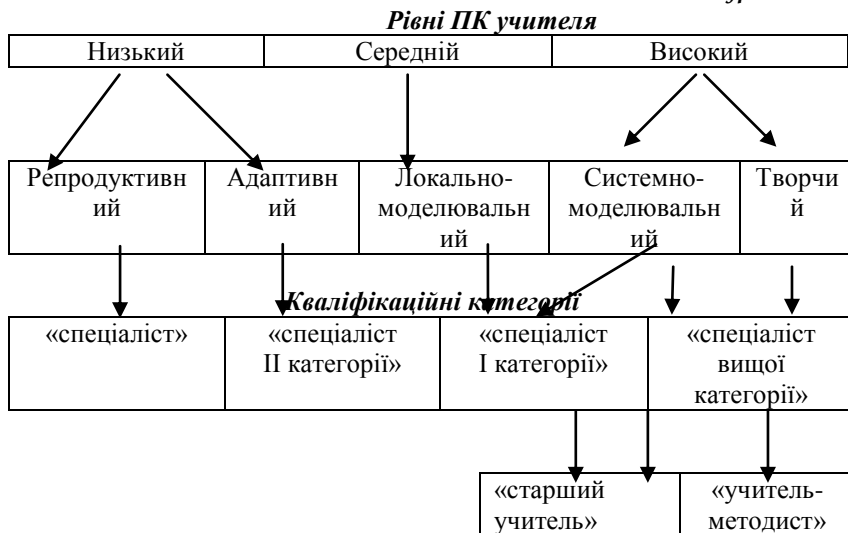 Рівні ПК учителя
Низький Середній Високий
Репродуктивн Адаптивн Локально- Системно- Творчи
ий ий моделювальн моделювальн й
ий ий
Кваліфікаційні категорії
«спеціаліст» «спеціаліст «спеціаліст «спеціаліст
ІІ категорії» І категорії» вищої
категорії»
«старший «учитель-
учитель» методист»